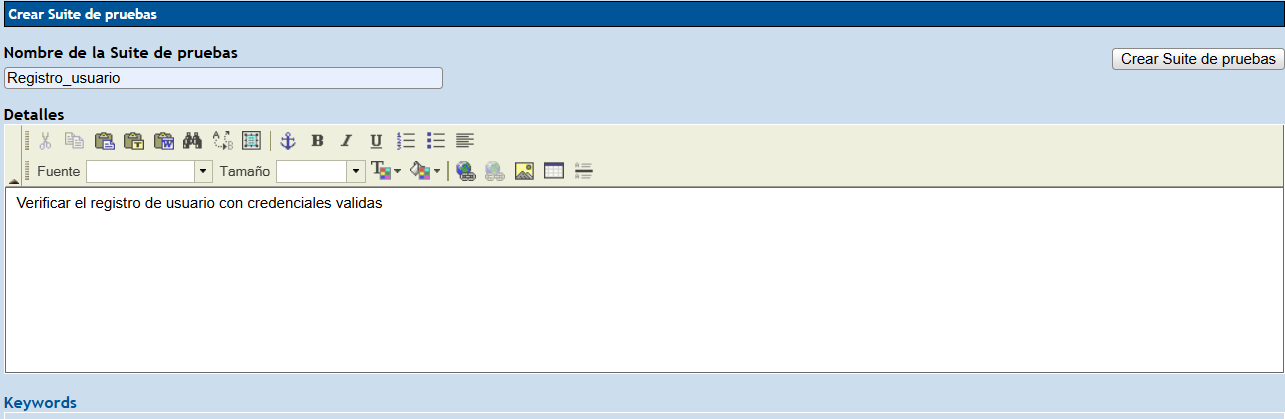 Crear Suite de pruebas
Nombre de la Suite de pruebas
Crear Suite de pruebas
Registro_usuario
Detalles
B I U
Fuente Tamaño
Verificar el registro de usuario con credenciales validas
Keywords